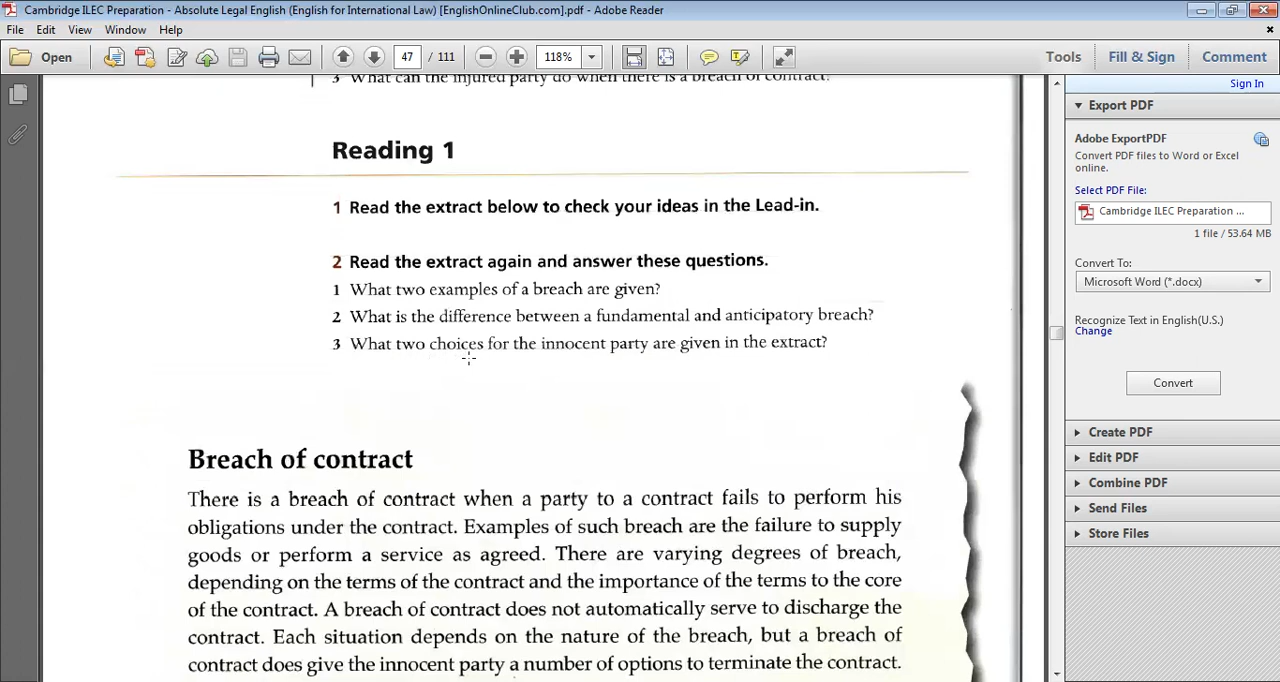 Cambridge ILEC Preparation - Absolute Legal English (English for International Law) [EnglishOnlineClub.com].pdf - Adobe Reader
File Edit View Window Help
Open 47 / 111 118% Tools Fill & Sign Comment
Sign In
3 What can the injured party do when there is a breach of contract?
Reading 1
1 Read the extract below to check your ideas in the Lead-in.
2 Read the extract again and answer these questions.
1 What two examples of a breach are given?
2 What is the difference between a fundamental and anticipatory breach?
3 What two choices for the innocent party are given in the extract?
Breach of contract
There is a breach of contract when a party to a contract fails to perform his
obligations under the contract. Examples of such breach are the failure to supply
goods or perform a service as agreed. There are varying degrees of breach,
depending on the terms of the contract and the importance of the terms to the core
of the contract. A breach of contract does not automatically serve to discharge the
contract. Each situation depends on the nature of the breach, but a breach of
contract does give the innocent party a number of options to terminate the contract.
Export PDF
Adobe ExportPDF
Convert PDF files to Word or Excel
online.
Select PDF File:
Cambridge ILEC Preparation ...
1 file / 53.64 MB
Convert To:
Microsoft Word (*.docx)
Recognize Text in English(U.S.)
Change
Convert
Create PDF
Edit PDF
Combine PDF
Send Files
Store Files